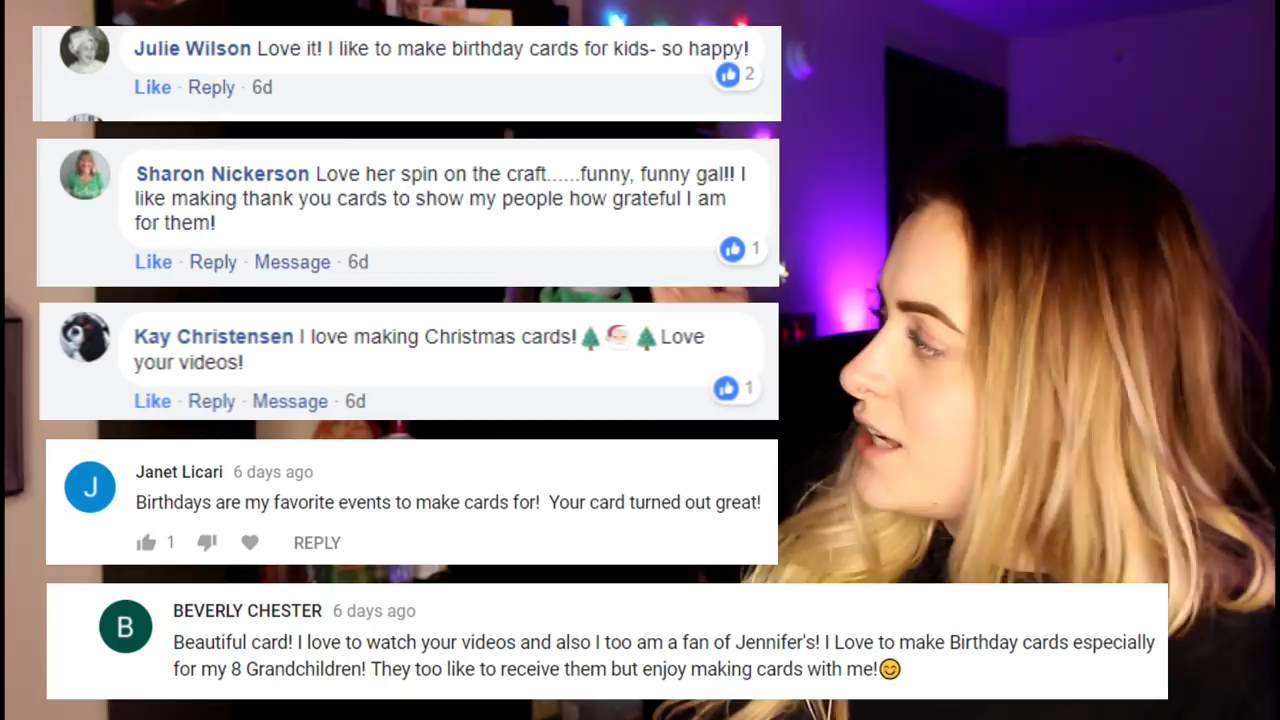 Julie Wilson Love it! I like to make birthday cards for kids- so happy!
2
Like · Reply · 6d
Sharon Nickerson Love her spin on the craft......funny, funny gal!! I
like making thank you cards to show my people how grateful I am
for them!
1
Like · Reply · Message · 6d
Kay Christensen I love making Christmas cards!🌲🎅🌲Love
your videos!
1
Like · Reply · Message · 6d
J
Janet Licari 6 days ago
Birthdays are my favorite events to make cards for!  Your card turned out great!
1 REPLY
B
BEVERLY CHESTER 6 days ago
Beautiful card! I love to watch your videos and also I too am a fan of Jennifer's! I Love to make Birthday cards especially
for my 8 Grandchildren! They too like to receive them but enjoy making cards with me!😊